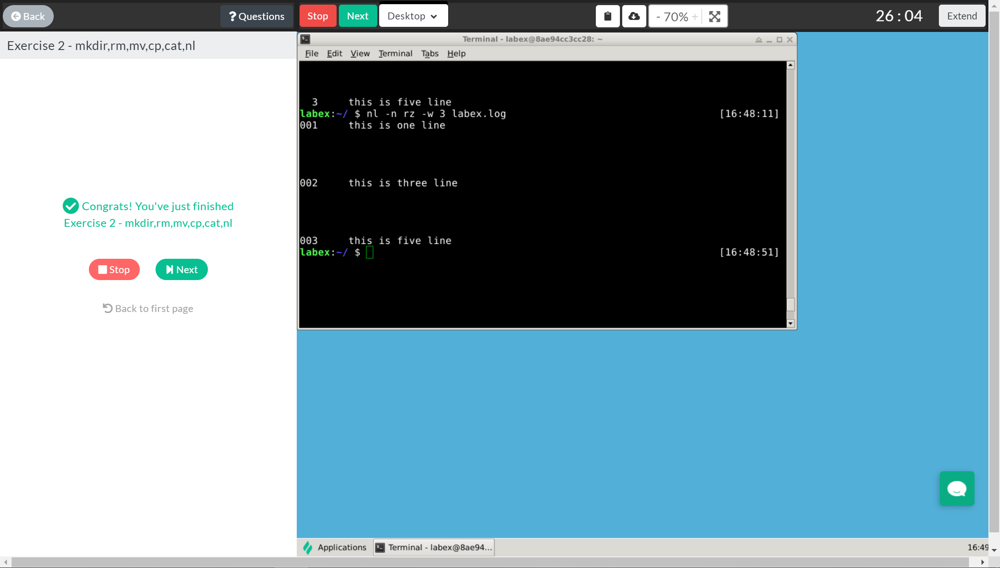 Back
? Questions
Stop
Next
Desktop
- 70% +
26 : 04
Extend
Exercise 2 - mkdir,rm,mv,cp,cat,nl
Congrats! You've just finished
Exercise 2 - mkdir,rm,mv,cp,cat,nl
Stop
Next
Back to first page
Terminal - labex@8ae94cc3cc28: ~
File Edit View Terminal Tabs Help
3 this is five line
labex:~/ $ nl -n rz -w 3 labex.log [16:48:11]
001 this is one line
002 this is three line
003 this is five line
labex:~/ $ [16:48:51]
Applications
Terminal - labex@8ae94...
16:49